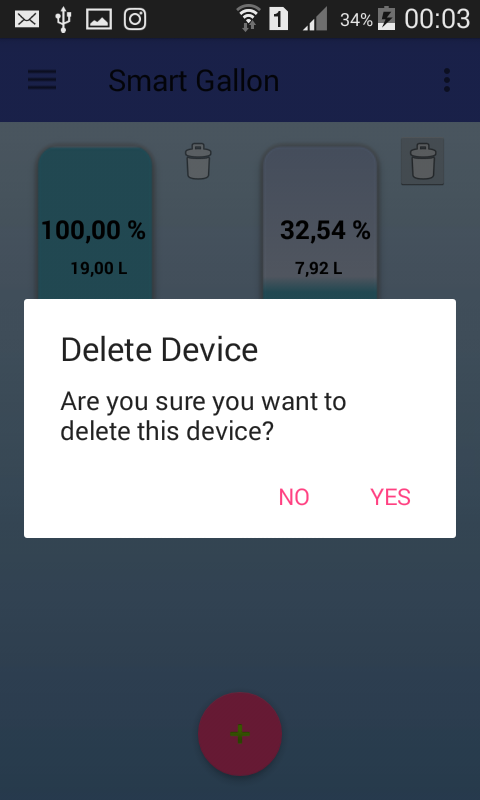 1 34% 00:03
Smart Gallon
100,00 % 32,54 %
19,00 L 7,92 L
Delete Device
Are you sure you want to
delete this device?
NO YES